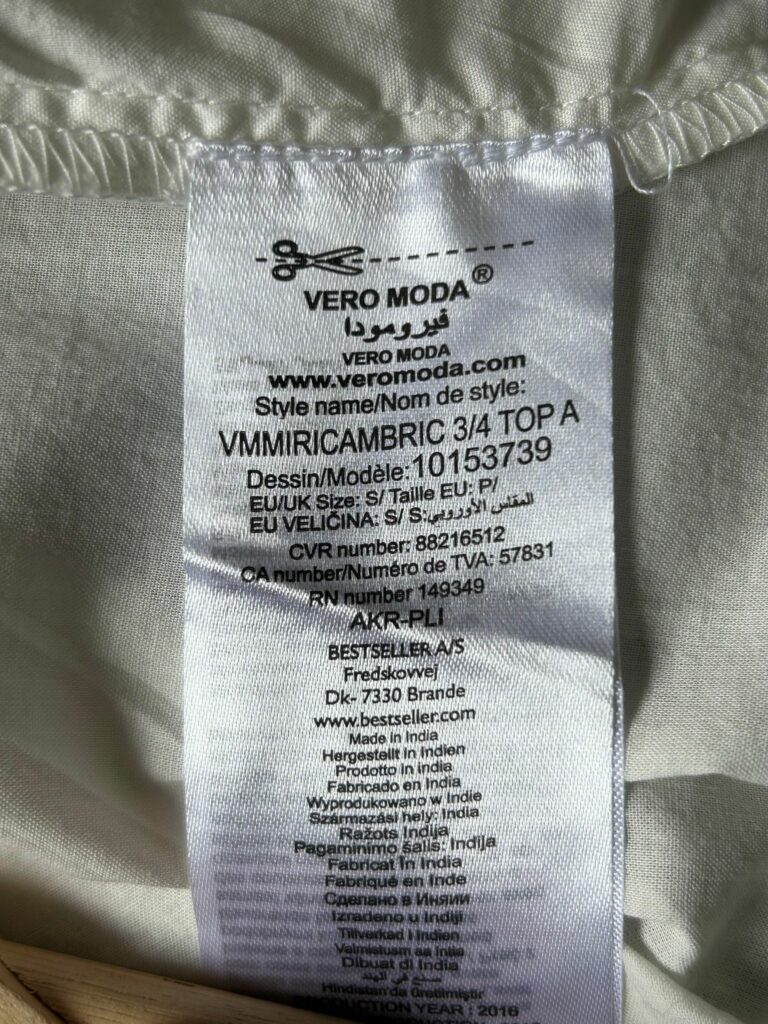 VERO MODA®
فيرومودا
VERO MODA
www.veromoda.com
Style name/Nom de style:
VMMIRICAMBRIC 3/4 TOP A
Dessin/Modèle:10153739
EU/UK Size: S/ Taille EU: P/
EU VELIČINA: S/ S:المقاس الأوروبي
CVR number: 88216512
CA number/Numéro de TVA: 57831
RN number 149349
AKR-PLI
BESTSELLER A/S
Fredskovvej
Dk- 7330 Brande
www.bestseller.com
Made in India
Hergestellt in Indien
Prodotto in india
Fabricado en India
Wyprodukowano w Indie
Származási hely: India
Ražots Indija
Pagaminimo šalis: Indija
Fabricat în India
Fabriqué en Inde
Сделано в Иняии
Izradeno u Indiji
Tillverkad i Indien
Valmistusm aa Intia
Dibuat di India
صنع في الهند
Hindistan'da üretilmiştir
PRODUCTION YEAR : 2016